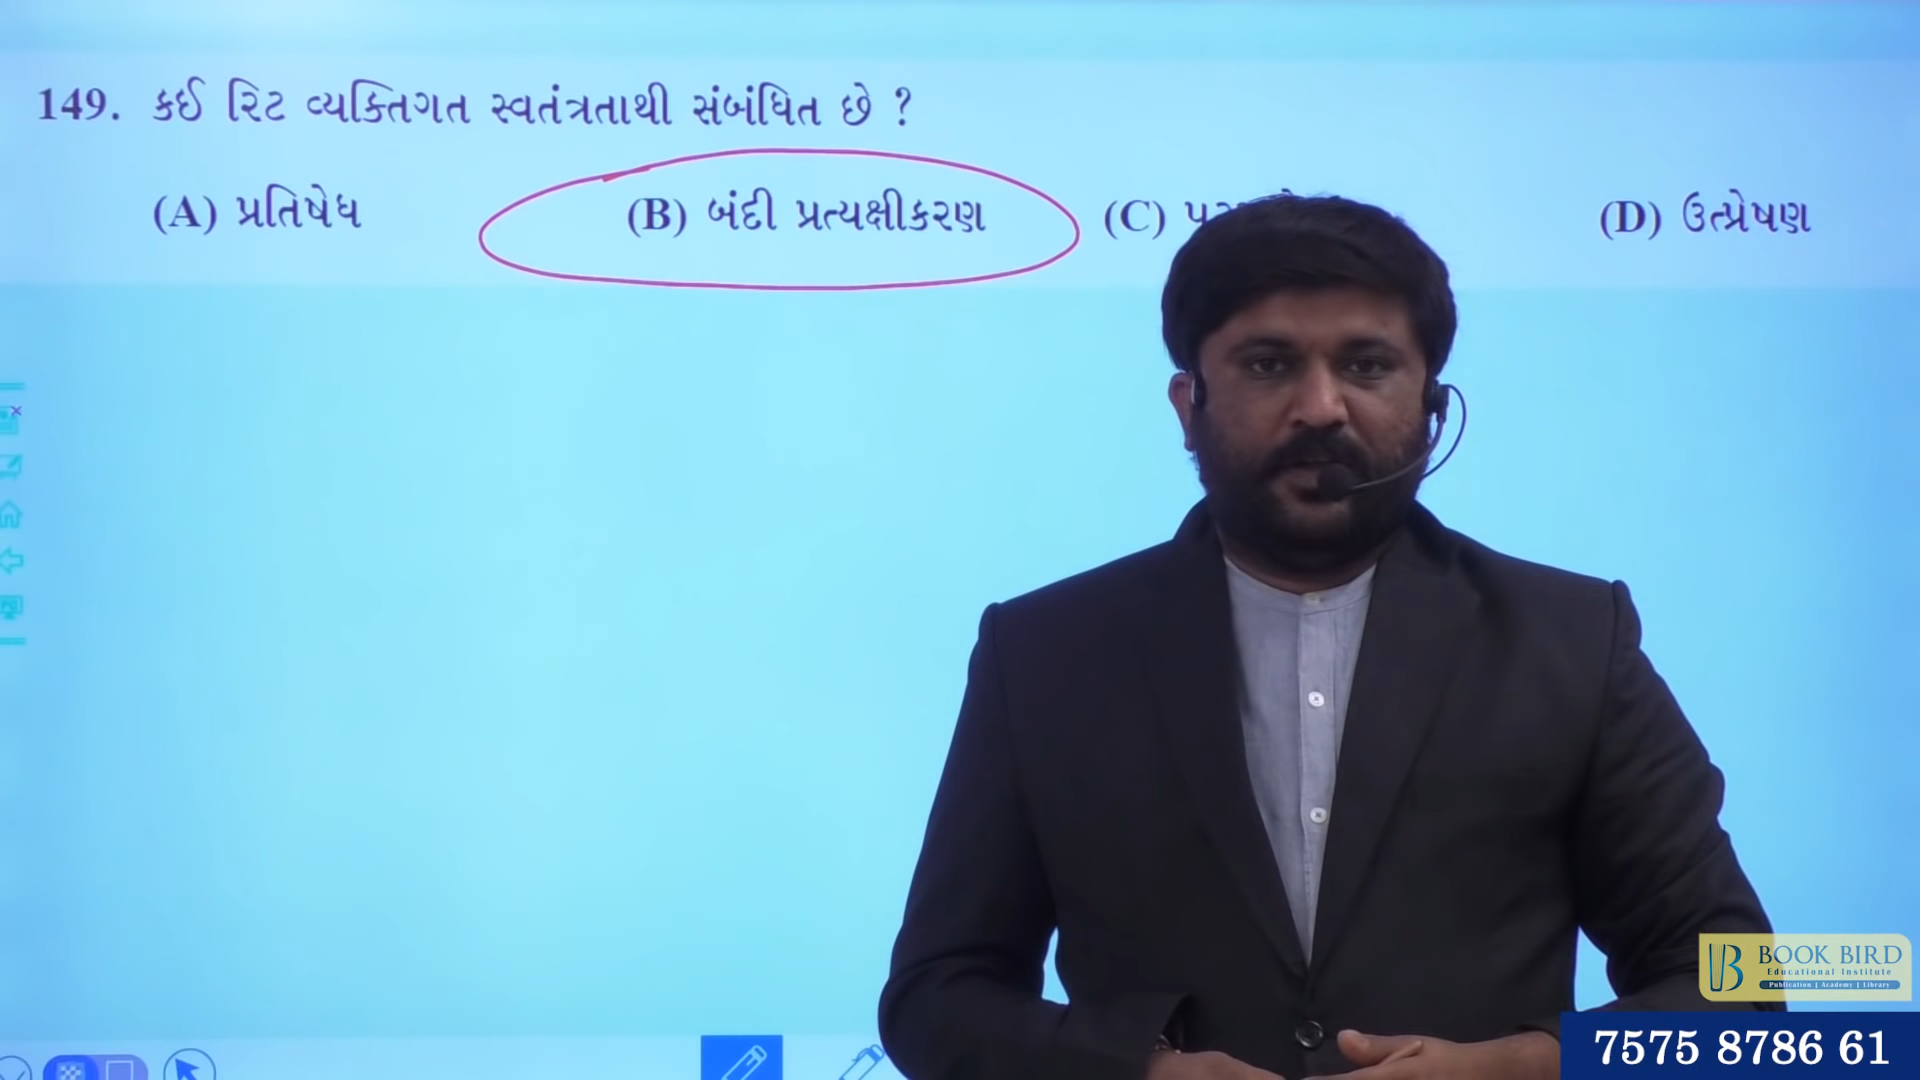 149. કઈ રિટ વ્યક્તિગત સ્વતંત્રતાથી સંબંધિત છે ?
(A) પ્રતિષેધ (B) બંદી પ્રત્યક્ષીકરણ (C) (D) ઉત્પ્રેષણ
BOOK BIRD
Educational Institute
Publication | Academy | Library
7575 8786 61